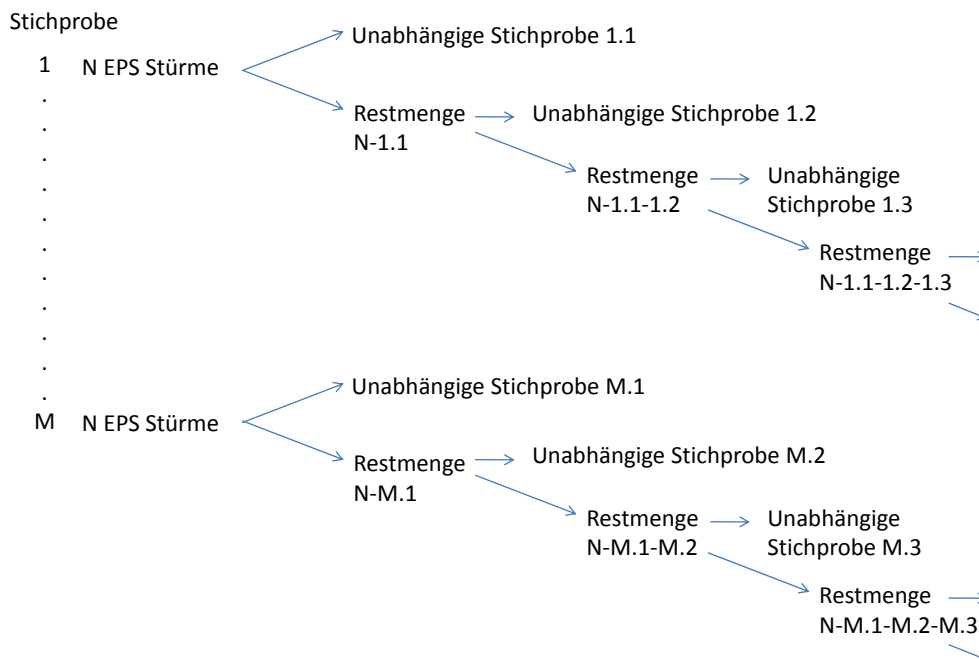 Stichprobe
Unabhängige Stichprobe 1.1
1 N EPS Stürme
.
.
.
.
.
.
.
.
.
.
.
Restmenge
N-1.1
Unabhängige Stichprobe 1.2
Restmenge
N-1.1-1.2
Unabhängige
Stichprobe 1.3
Restmenge
N-1.1-1.2-1.3
Unabhängige Stichprobe M.1
M N EPS Stürme
Restmenge
N-M.1
Unabhängige Stichprobe M.2
Restmenge
N-M.1-M.2
Unabhängige
Stichprobe M.3
Restmenge
N-M.1-M.2-M.3